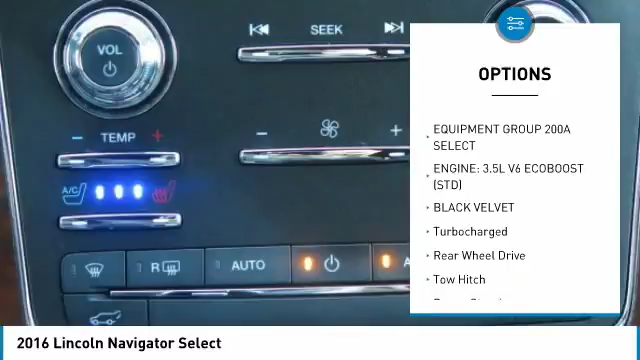 VOL
SEEK
- TEMP +
- +
A/C
R
AUTO
A
OPTIONS
EQUIPMENT GROUP 200A
SELECT
ENGINE: 3.5L V6 ECOBOOST
(STD)
BLACK VELVET
Turbocharged
Rear Wheel Drive
Tow Hitch
2016 Lincoln Navigator Select